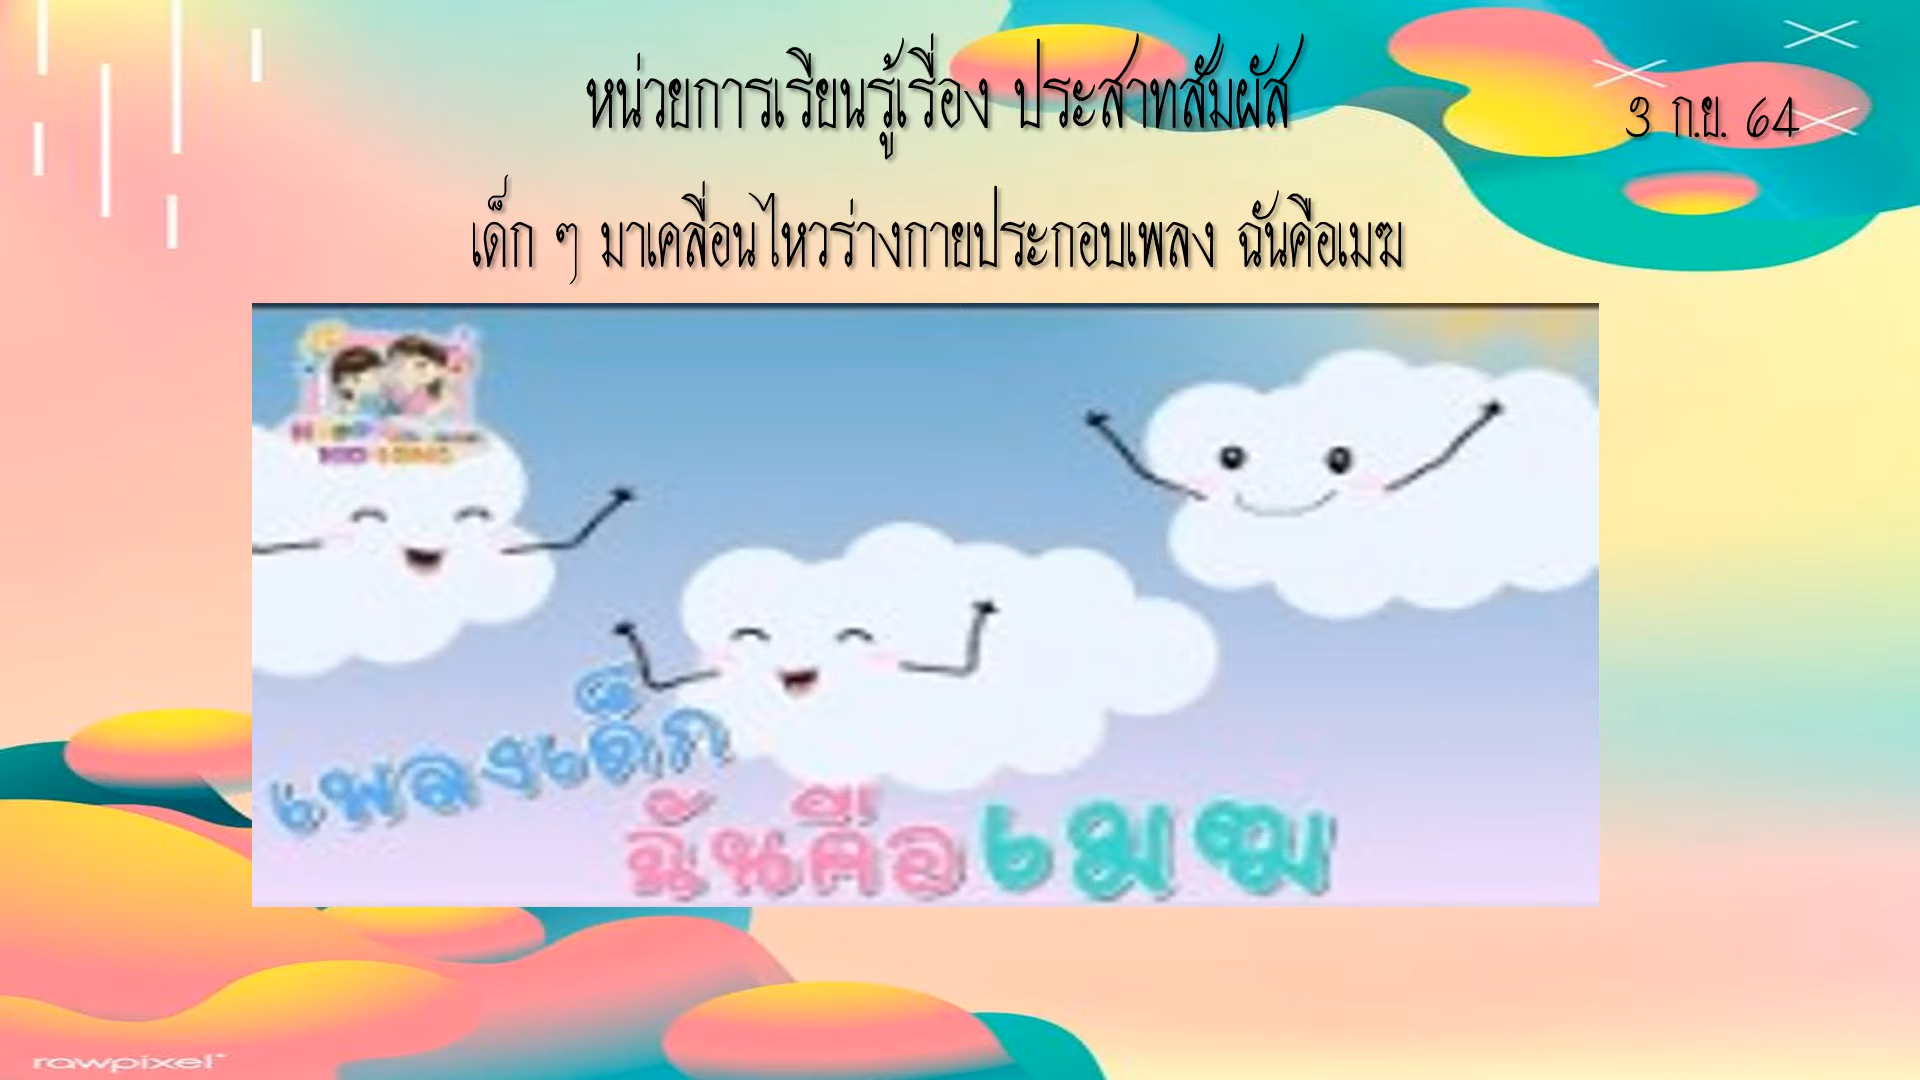 หน่วยการเรียนรู้เรื่อง ประสาทสัมผัส
3 ก.ย. 64
เด็ก ๆ มาเคลื่อนไหวร่างกายประกอบเพลง ฉันคือเมฆ
เพลงเด็ก
ฉันคือเมฆ
rawpixel